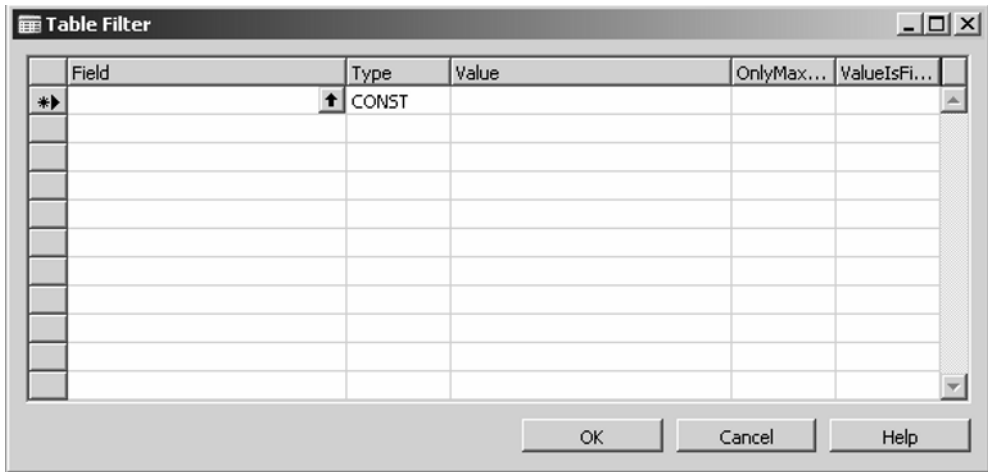 Table Filter
Field Type Value OnlyMax... ValueIsFi...
CONST
OK Cancel Help